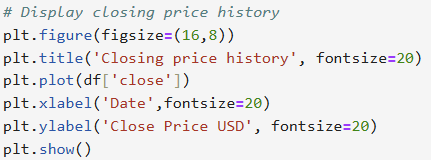 # Display closing price history
plt.figure(figsize=(16,8))
plt.title('Closing price history', fontsize=20)
plt.plot(df['close'])
plt.xlabel('Date',fontsize=20)
plt.ylabel('Close Price USD', fontsize=20)
plt.show()